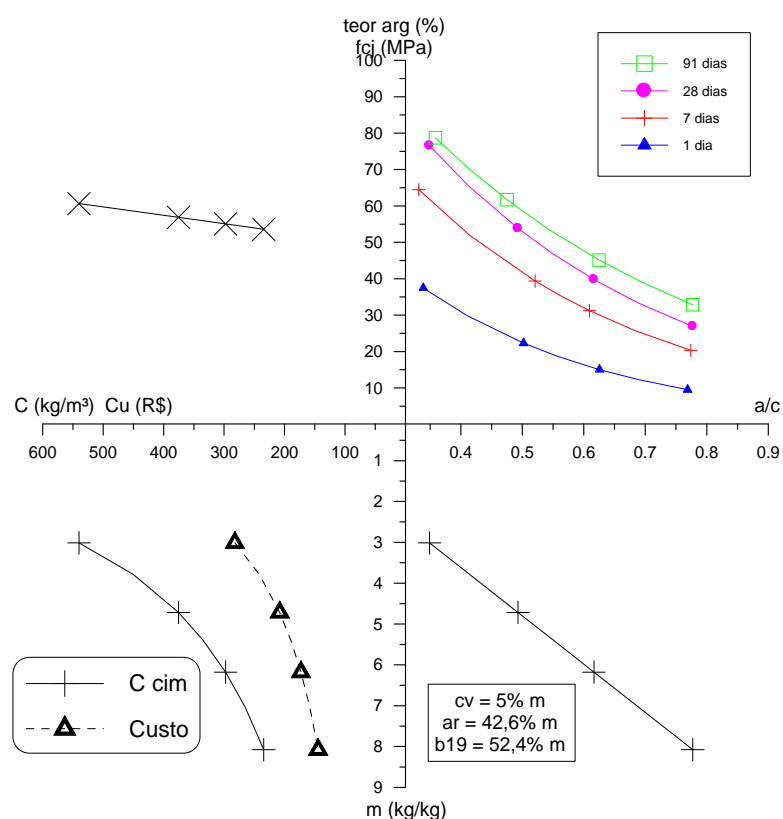 teor arg (%)
fcj (MPa)
100
90
80
70
60
50
40
30
20
10
91 dias
28 dias
7 dias
1 dia
C (kg/m³) Cu (R$)
a/c
600
500
400
300
200
100
0.4
0.5
0.6
0.7
0.8
0.9
1
2
3
4
5
6
7
8
9
C cim
Custo
cv = 5% m
ar = 42,6% m
b19 = 52,4% m
m (kg/kg)